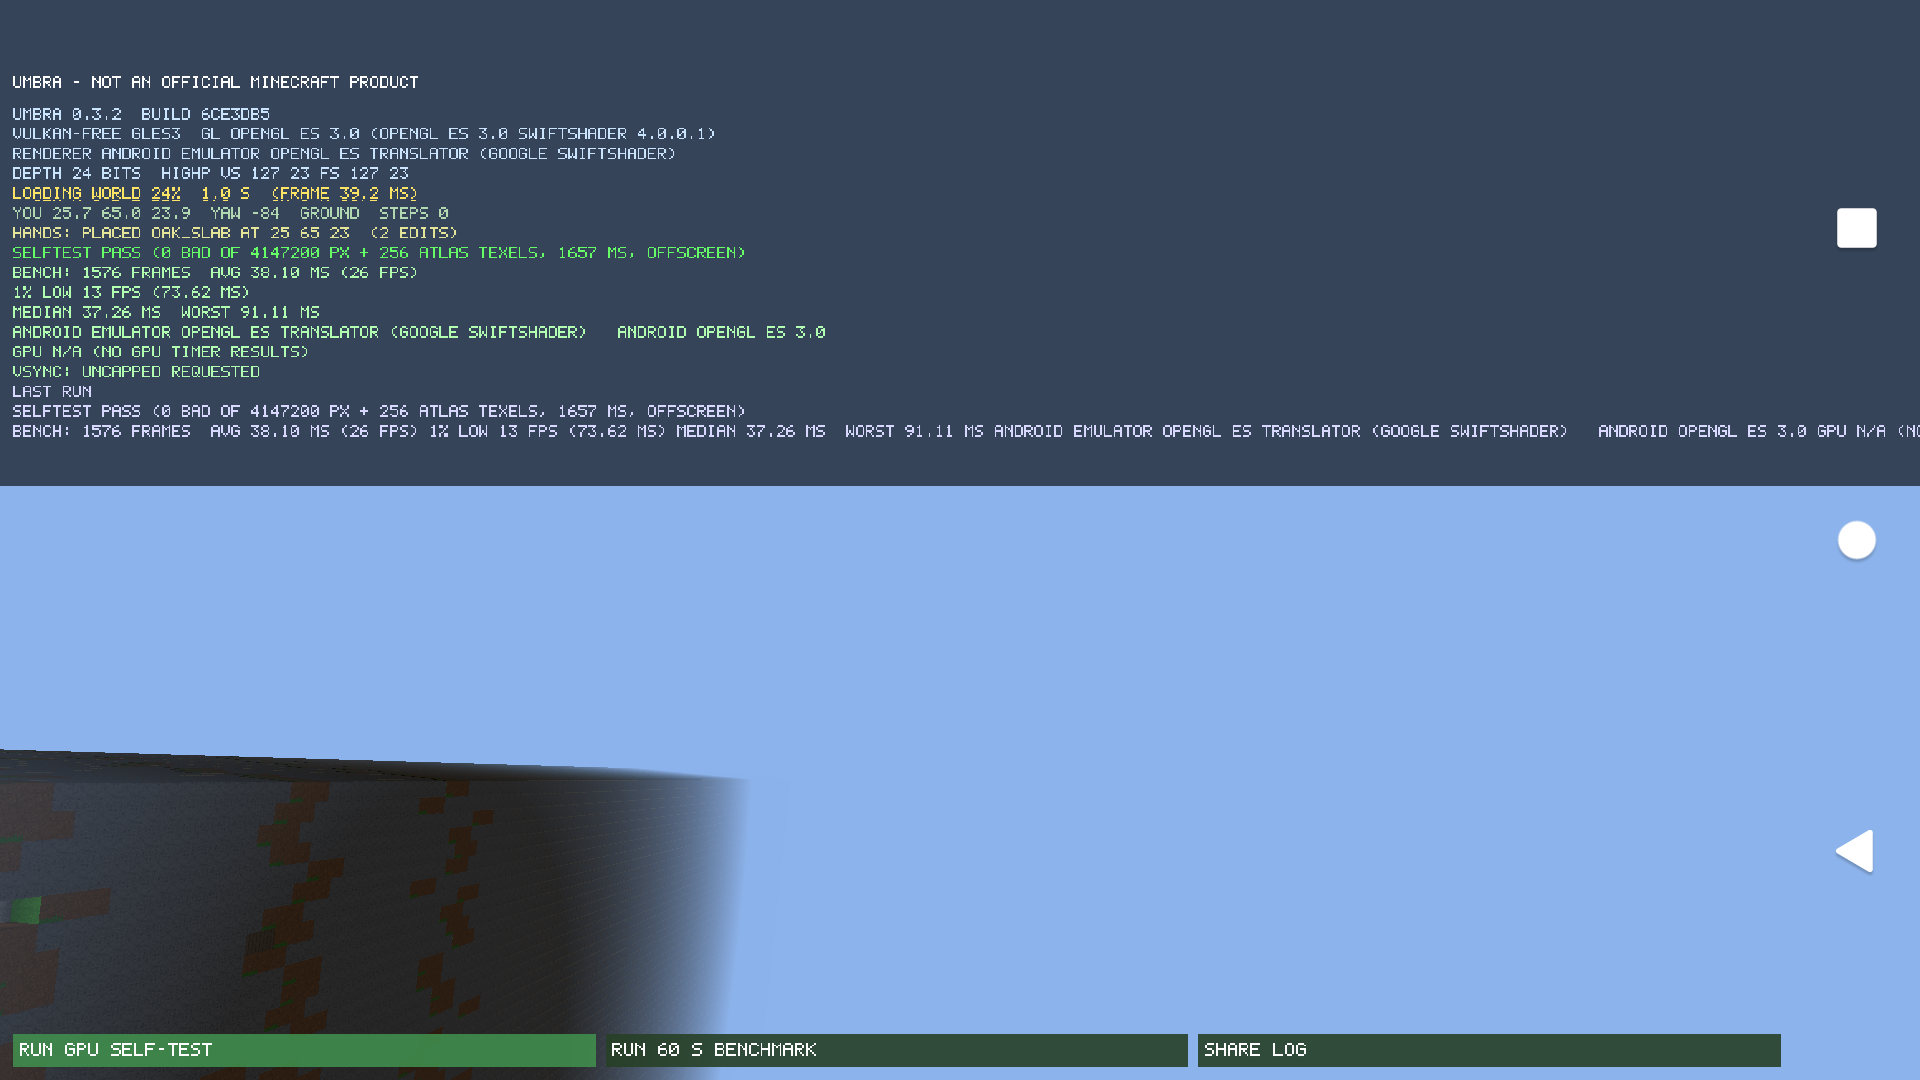 UMBRA - NOT AN OFFICIAL MINECRAFT PRODUCT
UMBRA 0.3.2  BUILD 6CE3DB5
VULKAN-FREE GLES3  GL OPENGL ES 3.0 (OPENGL ES 3.0 SWIFTSHADER 4.0.0.1)
RENDERER ANDROID EMULATOR OPENGL ES TRANSLATOR (GOOGLE SWIFTSHADER)
DEPTH 24 BITS  HIGHP VS 127 23 FS 127 23
LOADING WORLD 24%  1.0 S  (FRAME 39.2 MS)
YOU 25.7 65.0 23.9  YAW -84  GROUND  STEPS 0
HANDS: PLACED OAK_SLAB AT 25 65 23  (2 EDITS)
SELFTEST PASS (0 BAD OF 4147200 PX + 256 ATLAS TEXELS, 1657 MS, OFFSCREEN)
BENCH: 1576 FRAMES  AVG 38.10 MS (26 FPS)
1% LOW 13 FPS (73.62 MS)
MEDIAN 37.26 MS  WORST 91.11 MS
ANDROID EMULATOR OPENGL ES TRANSLATOR (GOOGLE SWIFTSHADER)   ANDROID OPENGL ES 3.0
GPU N/A (NO GPU TIMER RESULTS)
VSYNC: UNCAPPED REQUESTED
LAST RUN
SELFTEST PASS (0 BAD OF 4147200 PX + 256 ATLAS TEXELS, 1657 MS, OFFSCREEN)
BENCH: 1576 FRAMES  AVG 38.10 MS (26 FPS) 1% LOW 13 FPS (73.62 MS) MEDIAN 37.26 MS  WORST 91.11 MS ANDROID EMULATOR OPENGL ES TRANSLATOR (GOOGLE SWIFTSHADER)   ANDROID OPENGL ES 3.0 GPU N/A (NO
RUN GPU SELF-TEST
RUN 60 S BENCHMARK
SHARE LOG